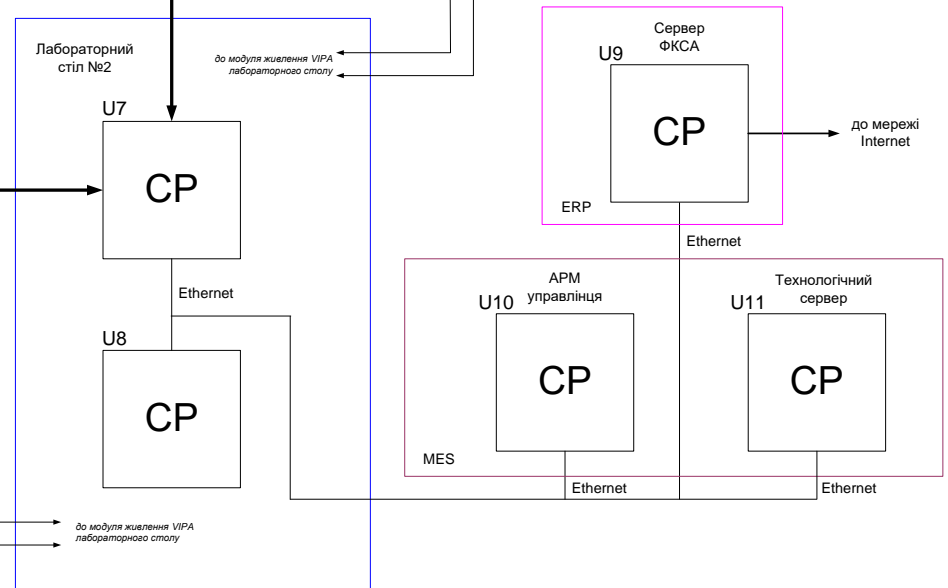 Лабораторний
стіл №2
до модуля живлення VIPA
лабораторного столу
U7
CP
Ethernet
U8
CP
до модуля живлення VIPA
лабораторного столу
Сервер
ФКСА
U9
CP
до мережі
Internet
ERP
Ethernet
АРМ
управлінця
U10
CP
Технологічний
сервер
U11
CP
MES
Ethernet
Ethernet